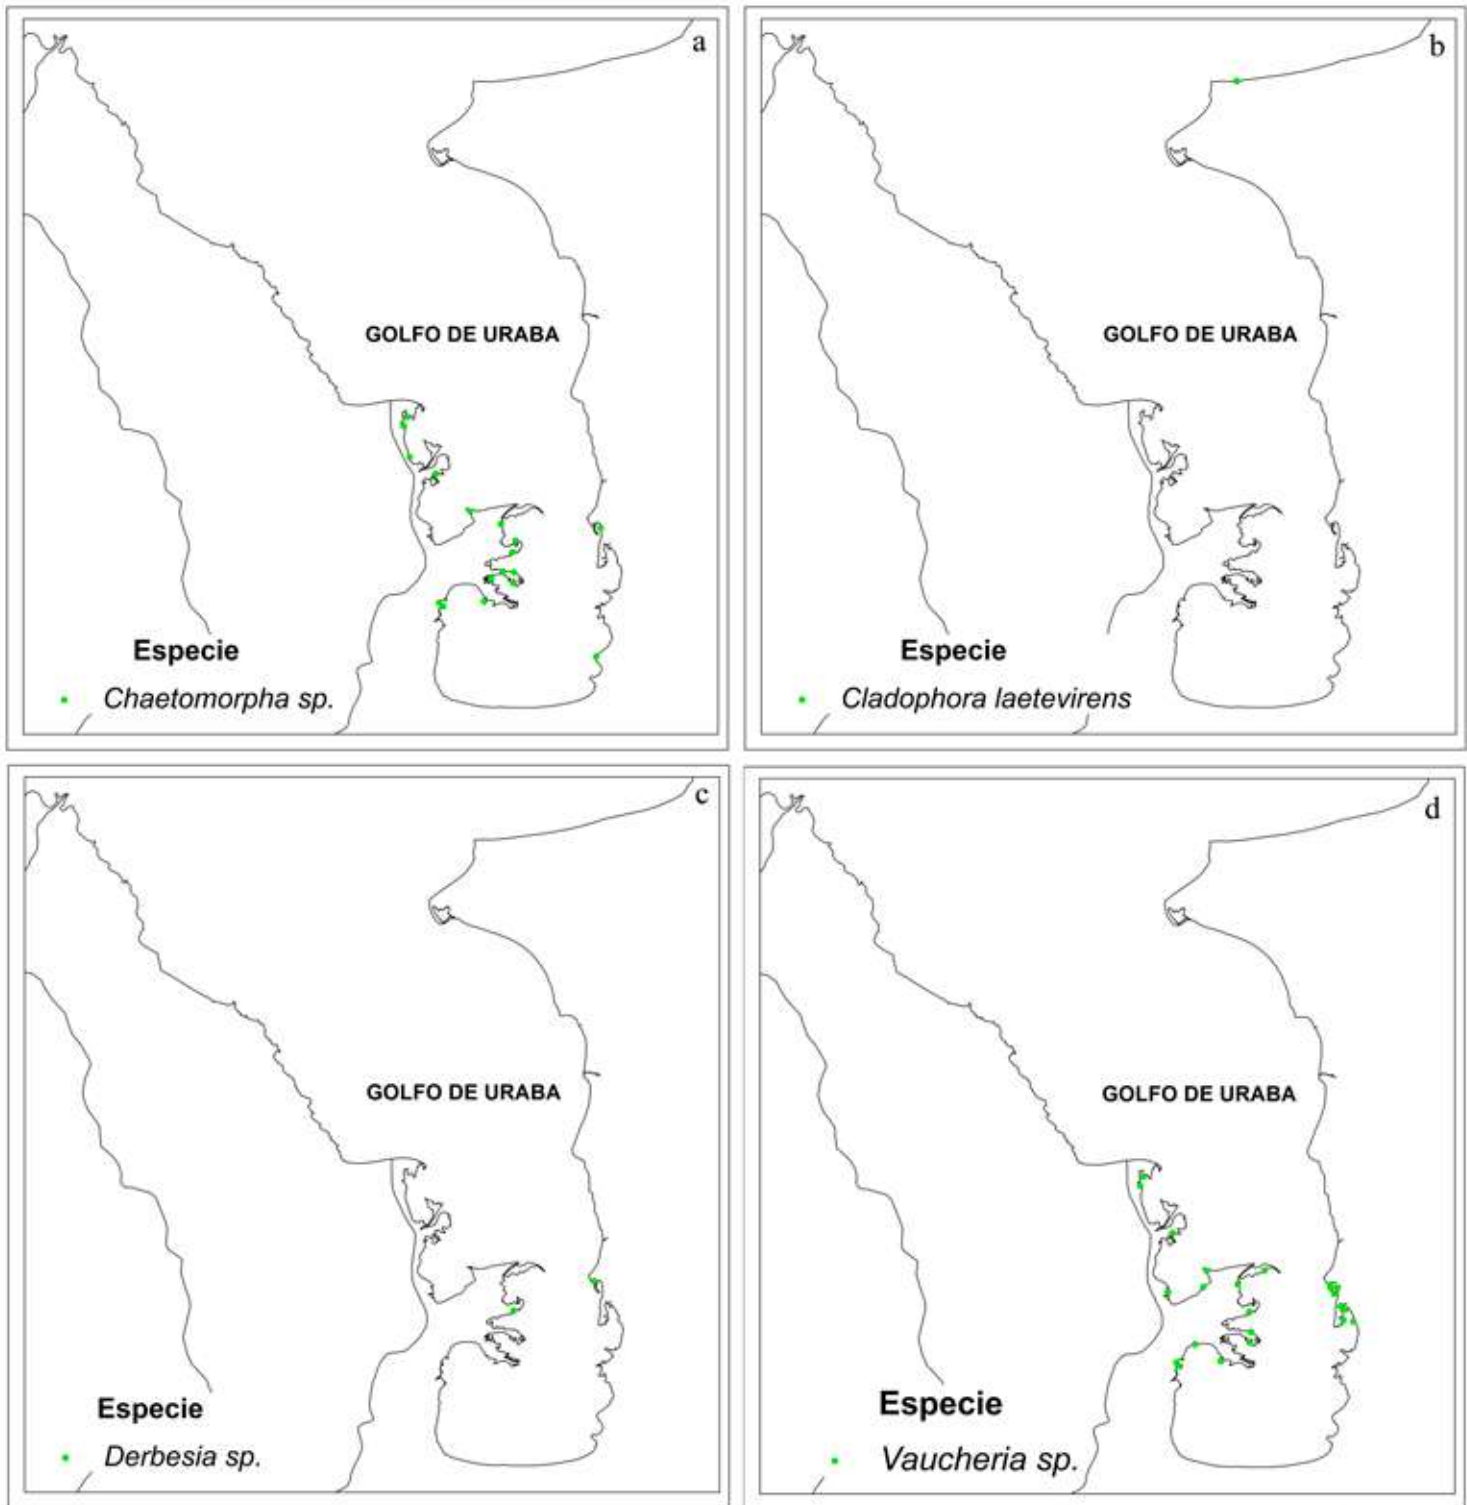 a
GOLFO DE URABA
Especie
Chaetomorpha sp.
b
GOLFO DE URABA
Especie
Cladophora laetevirens
c
GOLFO DE URABA
Especie
Derbesia sp.
d
GOLFO DE URABA
Especie
Vaucheria sp.